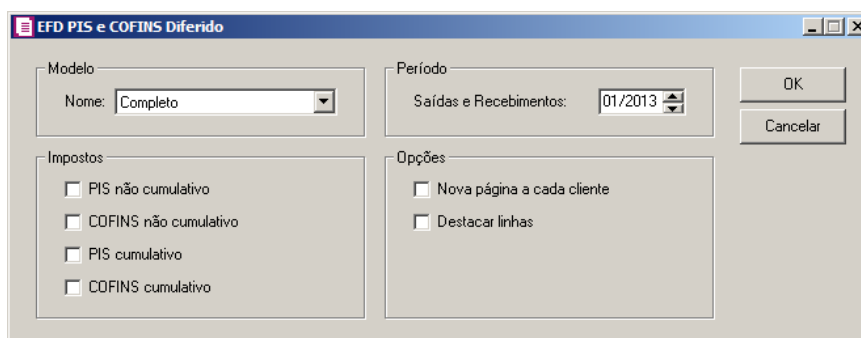 EFD PIS e COFINS Diferido
Modelo
Nome: Completo
Período
Saídas e Recebimentos: 01/2013
OK
Cancelar
Impostos
PIS não cumulativo
COFINS não cumulativo
PIS cumulativo
COFINS cumulativo
Opções
Nova página a cada cliente
Destacar linhas